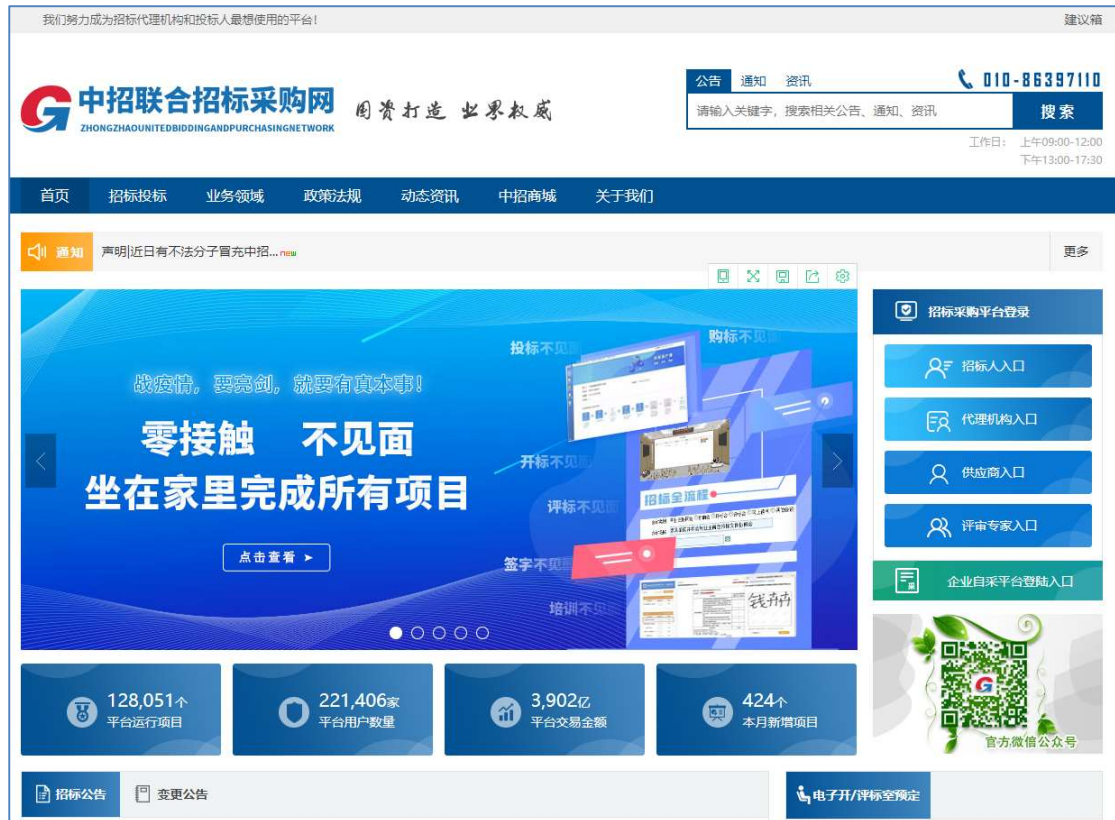 我们努力成为招标代理机构和投标人最想使用的平台！
建议箱
中招联合招标采购网
ZHONGZHAOUNITEDBIDDINGANDPURCHASINGNETWORK
国资打造 业界权威
公告 通知 资讯
010-86397110
请输入关键字，搜索相关公告、通知、资讯
搜索
工作日： 上午09:00-12:00
下午13:00-17:30
首页 招标投标 业务领域 政策法规 动态资讯 中招商城 关于我们
通知
声明|近日有不法分子冒充中招...new
更多
战疫情，要亮剑，就要有真本事！
零接触 不见面
坐在家里完成所有项目
点击查看
投标不见面
购标不见面
开标不见面
评标不见面
签字不见面
培训不见面
招标全流程
钱卉卉
招标采购平台登录
招标人入口
代理机构入口
供应商入口
评审专家入口
企业自采平台登陆入口
官方微信公众号
128,051个
平台运行项目
221,406家
平台用户数量
3,902亿
平台交易金额
424个
本月新增项目
招标公告 变更公告
电子开/评标室预定